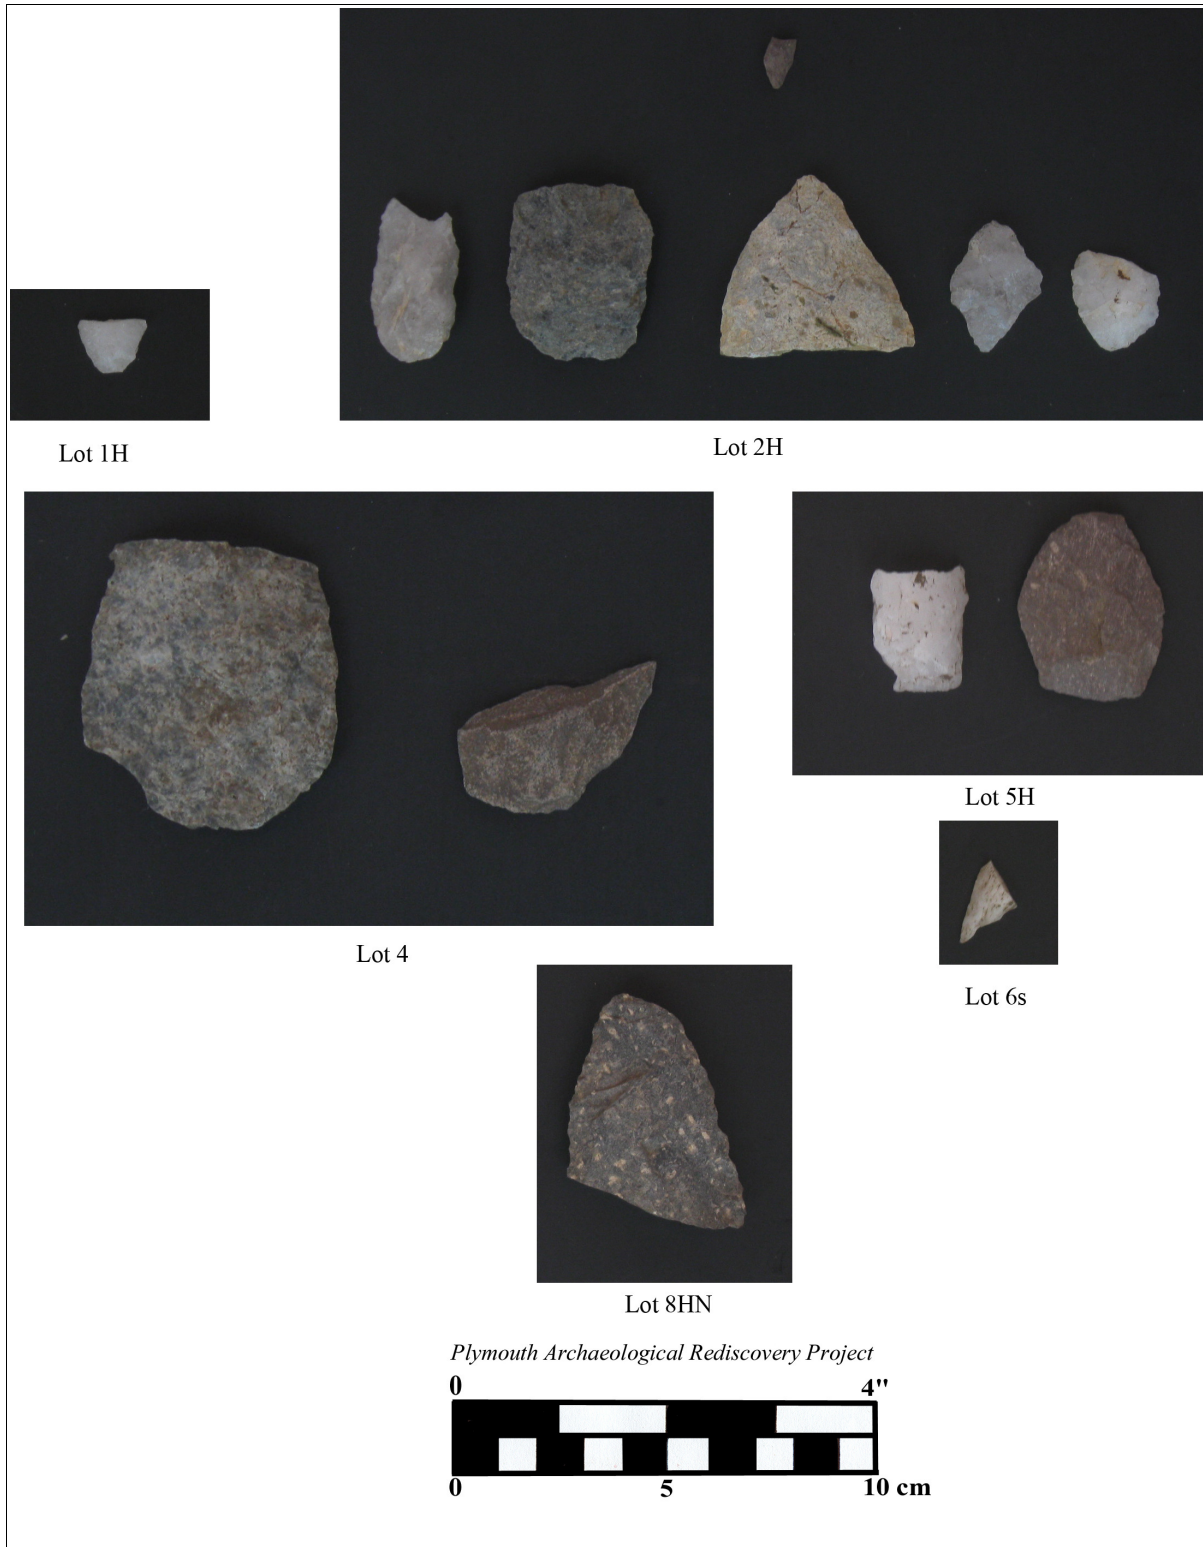 Lot 1H
Lot 2H
Lot 4
Lot 5H
Lot 6s
Lot 8HN
Plymouth Archaeological Rediscovery Project
0 4"
0 5 10 cm